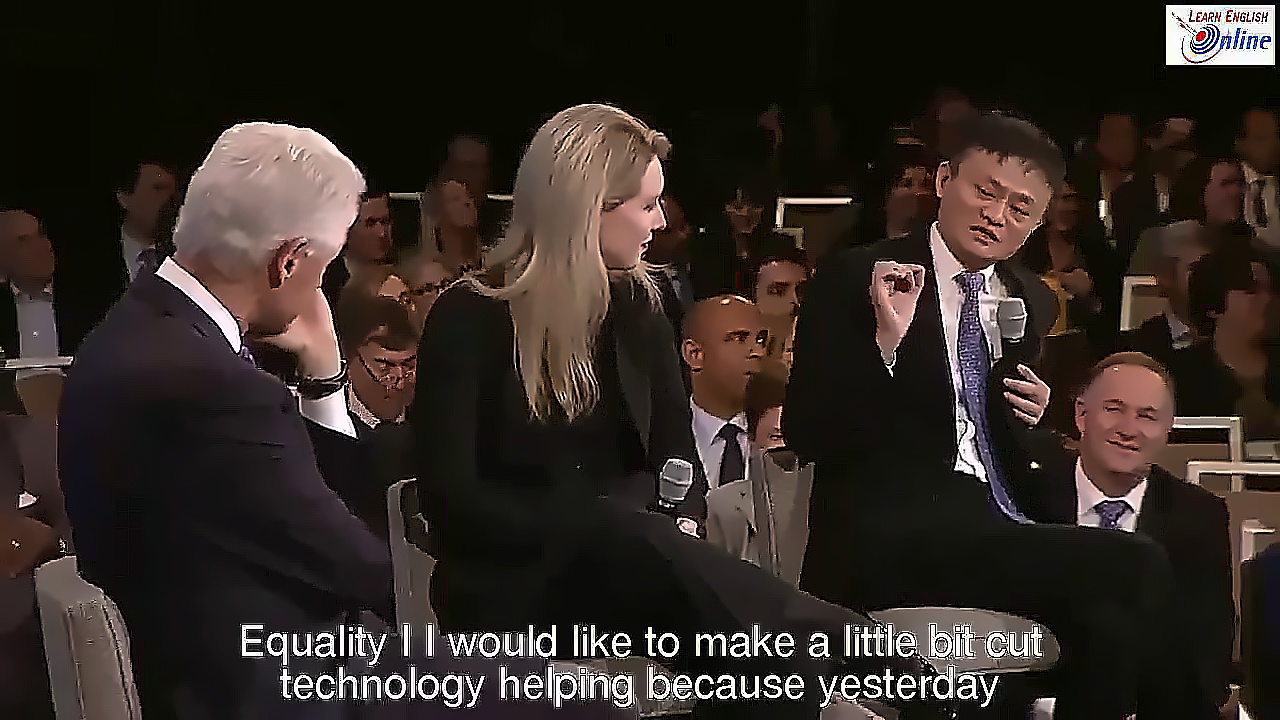 LEARN ENGLISH
Online
Equality I I would like to make a little bit cut
technology helping because yesterday